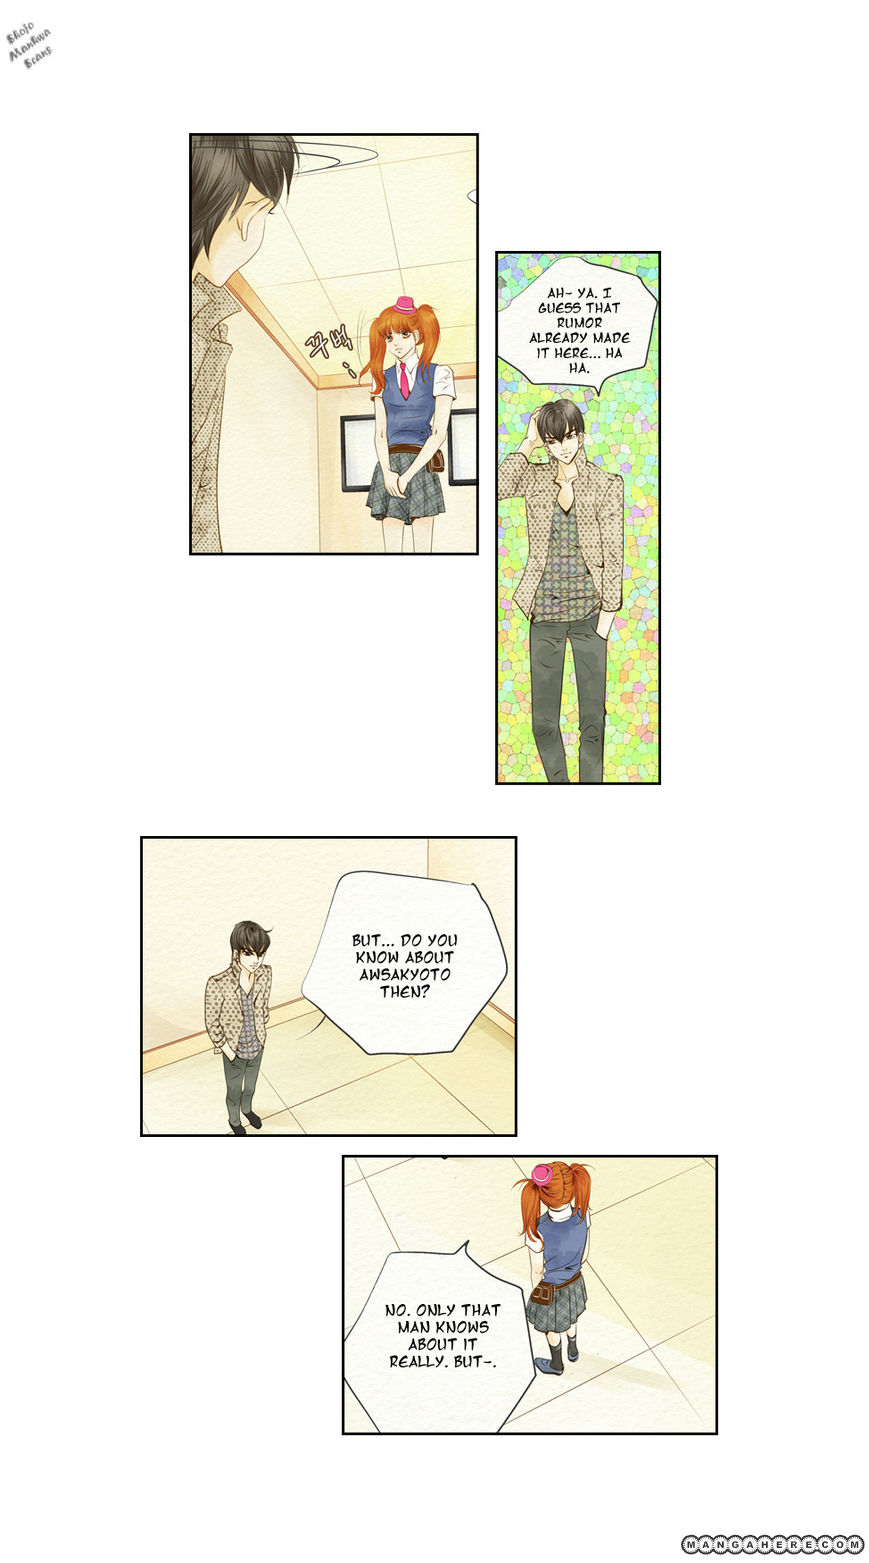 Shojo
Manhwa
Scans
꾸벅
AH- YA. I
GUESS THAT
RUMOR
ALREADY MADE
IT HERE... HA
HA.
BUT... DO YOU
KNOW ABOUT
AWSAKYOTO
THEN?
NO. ONLY THAT
MAN KNOWS
ABOUT IT
REALLY. BUT-.
MANGAHERE.COM